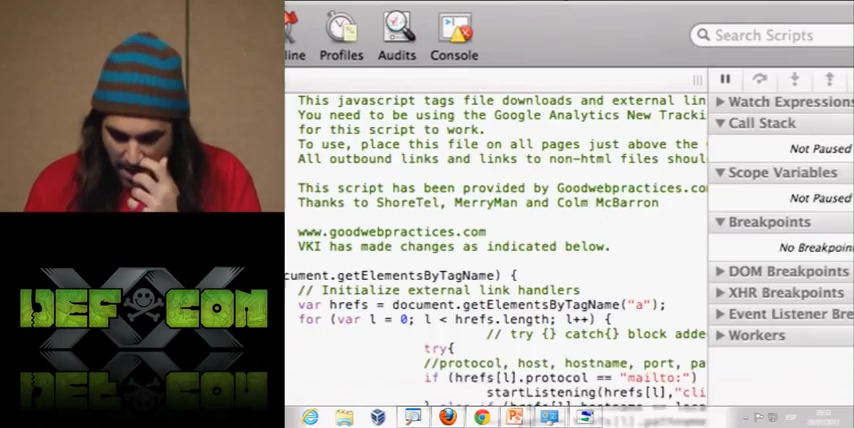 line
Profiles
Audits
Console
Search Scripts
This javascript tags file downloads and external lin
You need to be using the Google Analytics New Tracki
for this script to work.
To use, place this file on all pages just above the
All outbound links and links to non-html files shoul
This script has been provided by Goodwebpractices.co
Thanks to ShoreTel, MerryMan and Colm McBarron
www.goodwebpractices.com
VKI has made changes as indicated below.
cument.getElementsByTagName) {
// Initialize external link handlers
var hrefs = document.getElementsByTagName("a");
for (var l = 0; l < hrefs.length; l++) {
// try {} catch{} block adde
try{
//protocol, host, hostname, port, pa
if (hrefs[l].protocol == "mailto:")
startListening(hrefs[l],"cli
Watch Expressions
Call Stack
Not Paused
Scope Variables
Not Paused
Breakpoints
No Breakpoin
DOM Breakpoints
XHR Breakpoints
Event Listener Bre
Workers
DEF CON
XX
ESP